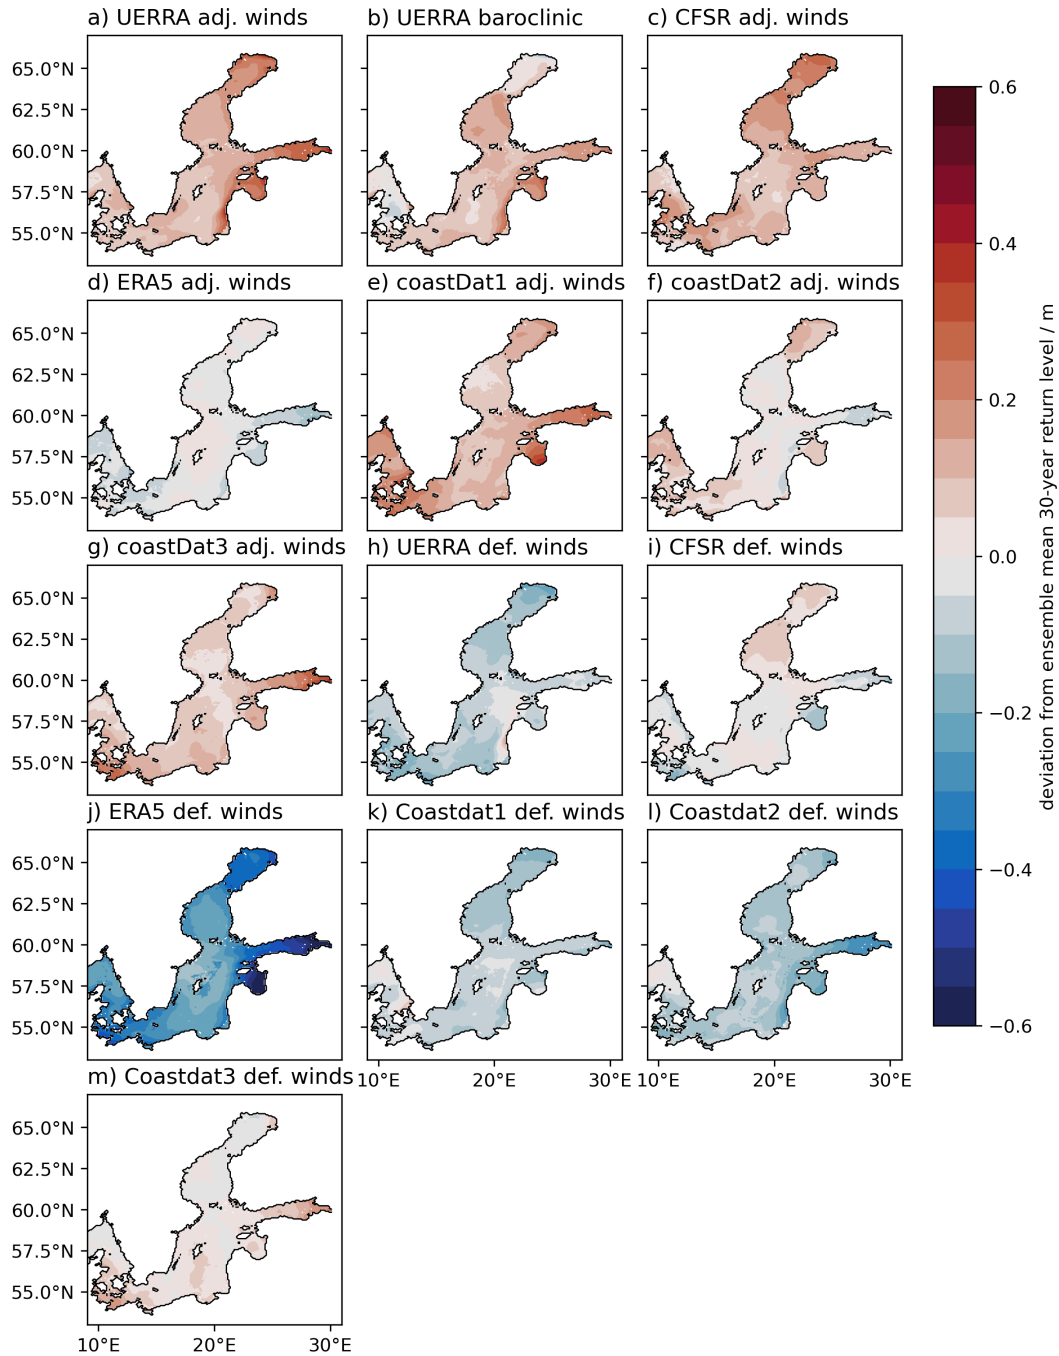 a) UERRA adj. winds
b) UERRA baroclinic
c) CFSR adj. winds
65.0°N
62.5°N
60.0°N
57.5°N
55.0°N
d) ERA5 adj. winds
e) coastDat1 adj. winds
f) coastDat2 adj. winds
65.0°N
62.5°N
60.0°N
57.5°N
55.0°N
g) coastDat3 adj. winds
h) UERRA def. winds
i) CFSR def. winds
65.0°N
62.5°N
60.0°N
57.5°N
55.0°N
j) ERA5 def. winds
k) Coastdat1 def. winds
l) Coastdat2 def. winds
65.0°N
62.5°N
60.0°N
57.5°N
55.0°N
10°E 20°E 30°E
10°E 20°E 30°E
m) Coastdat3 def. winds
65.0°N
62.5°N
60.0°N
57.5°N
55.0°N
10°E 20°E 30°E
0.6
0.4
0.2
0.0
−0.2
−0.4
−0.6
deviation from ensemble mean 30-year return level / m